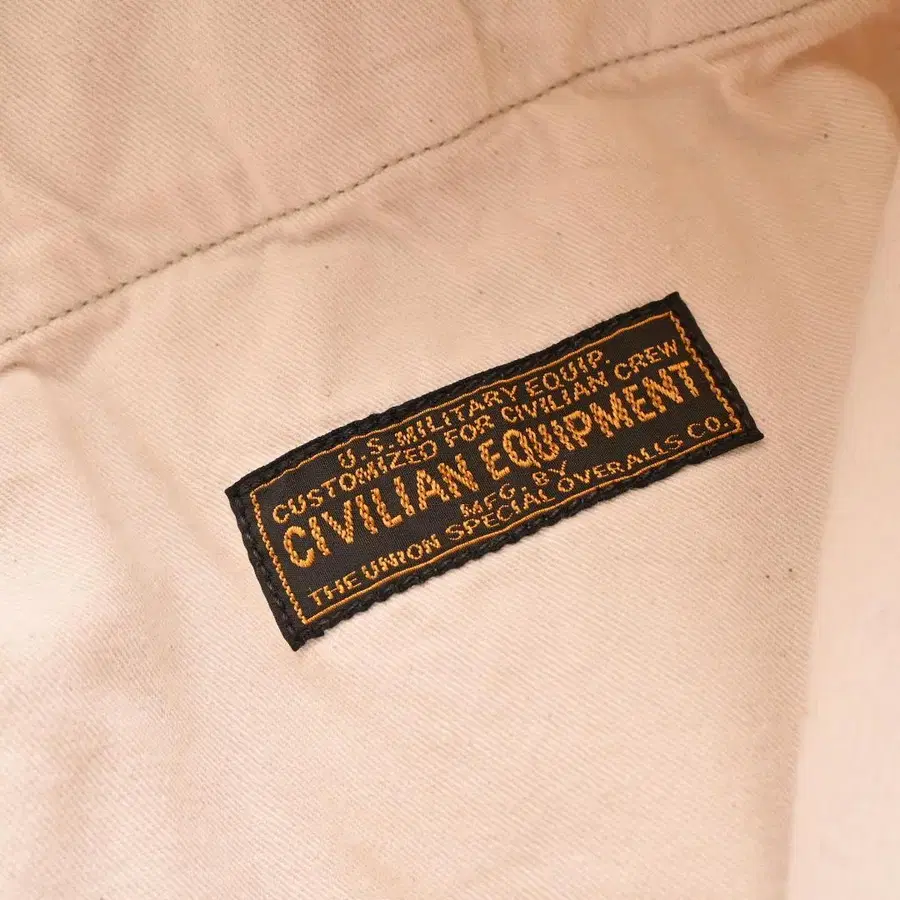 U.S. MILITARY EQUIP.
CUSTOMIZED FOR CIVILIAN CREW
CIVILIAN EQUIPMENT
MFG. BY
THE UNION SPECIAL OVERALLS CO.